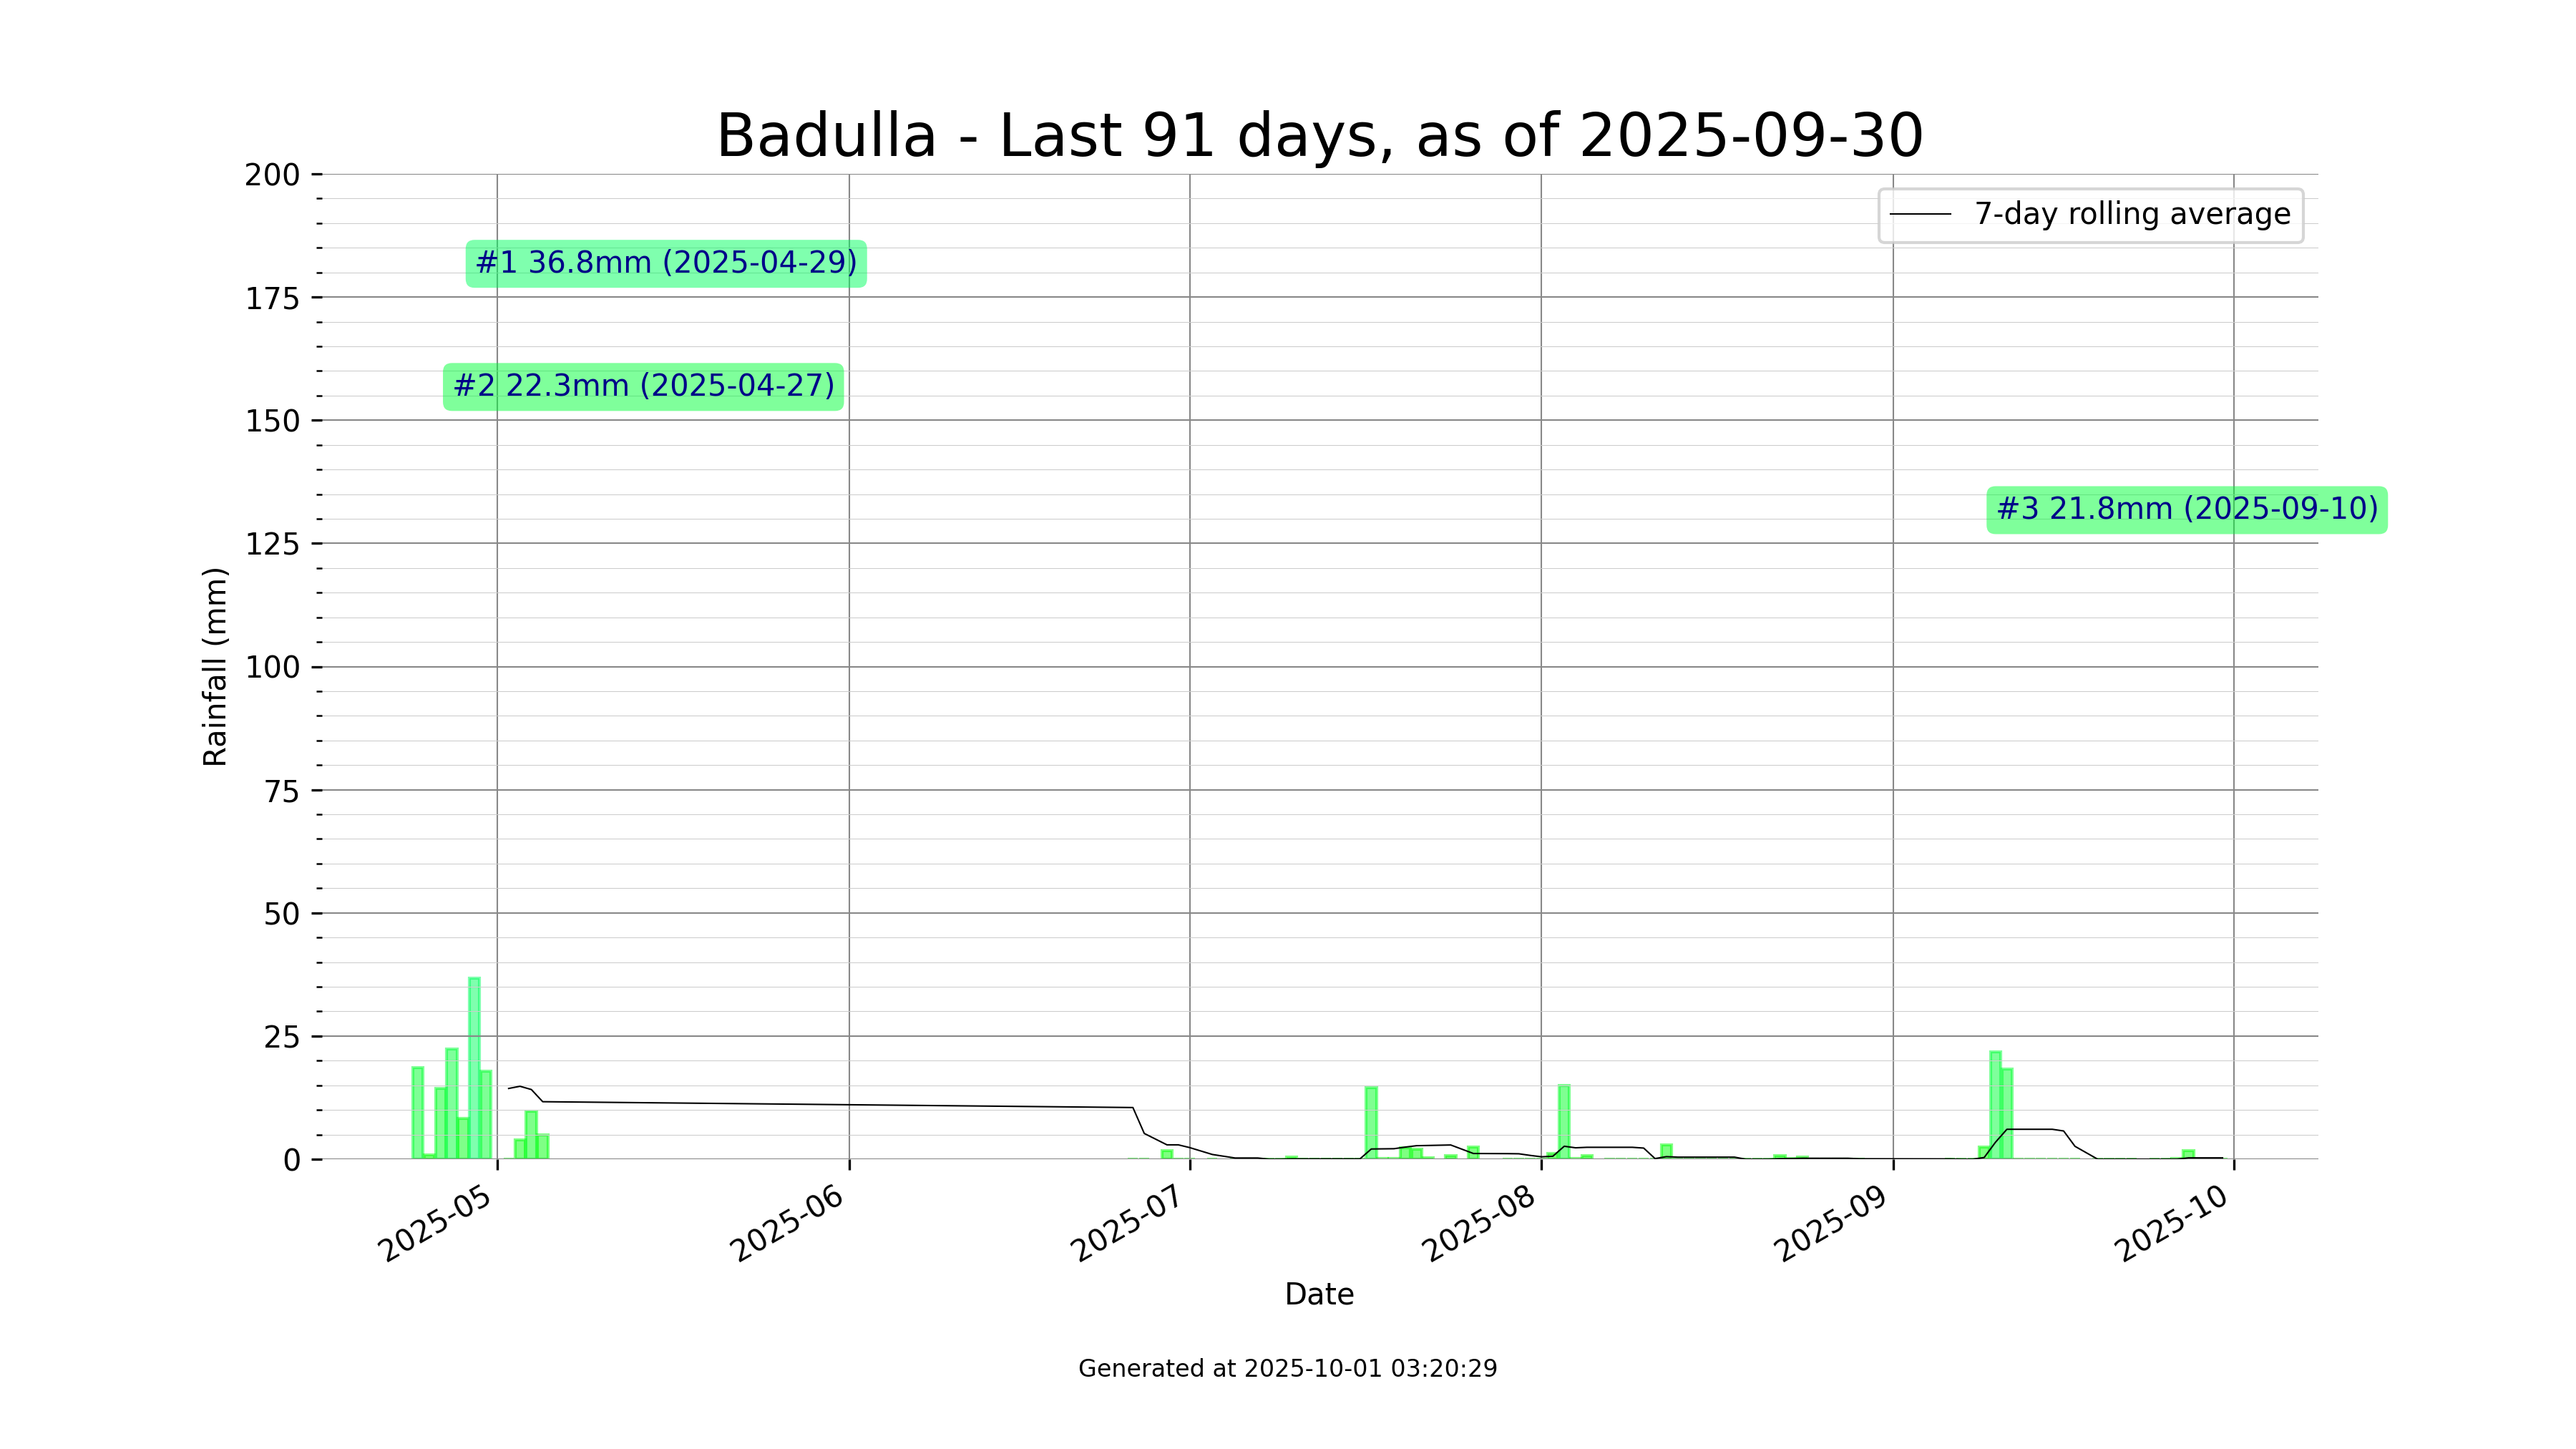 Badulla - Last 91 days, as of 2025-09-30
200
7-day rolling average
#1 36.8mm (2025-04-29)
175
#2 22.3mm (2025-04-27)
150
#3 21.8mm (2025-09-10)
125
Rainfall (mm)
100
75
50
25
0
2025-05
2025-06
2025-07
2025-08
2025-09
2025-10
Date
Generated at 2025-10-01 03:20:29